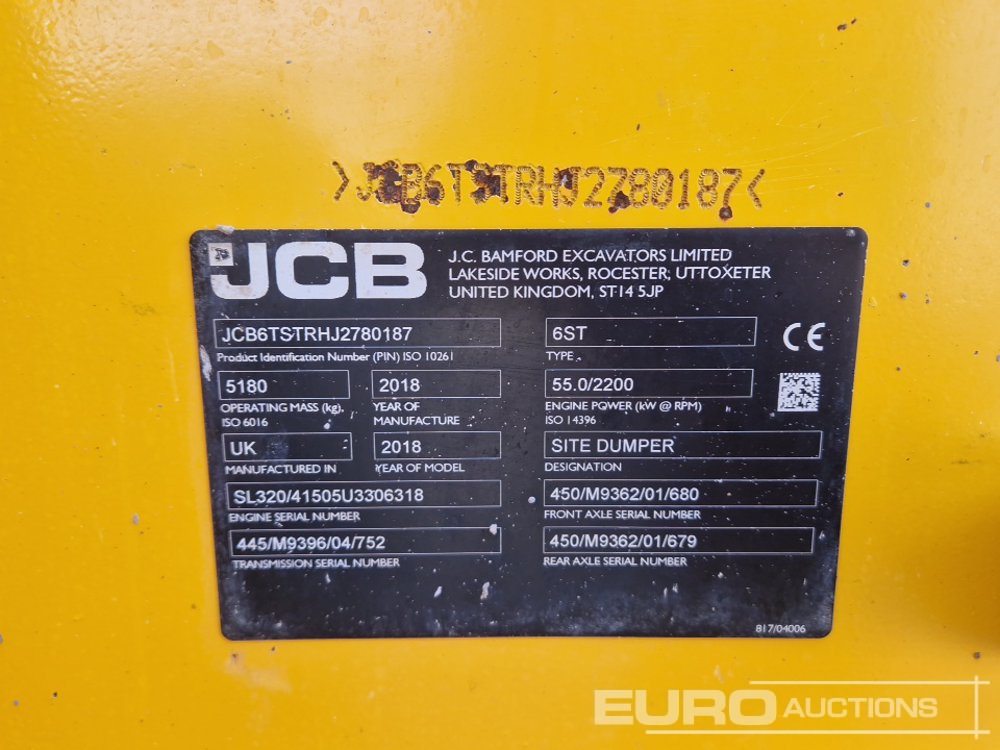 >JCB6TSTRHJ2780187<
JCB
J.C. BAMFORD EXCAVATORS LIMITED
LAKESIDE WORKS, ROCESTER, UTTOXETER
UNITED KINGDOM, ST14 5JP
JCB6TSTRHJ2780187
Product Identification Number (PIN) ISO 10261
6ST
TYPE
CE
5180
OPERATING MASS (kg).
ISO 6016
2018
YEAR OF
MANUFACTURE
55.0/2200
ENGINE POWER (kW @ RPM)
ISO 14396
UK
MANUFACTURED IN
2018
YEAR OF MODEL
SITE DUMPER
DESIGNATION
SL320/41505U3306318
ENGINE SERIAL NUMBER
450/M9362/01/680
FRONT AXLE SERIAL NUMBER
445/M9396/04/752
TRANSMISSION SERIAL NUMBER
450/M9362/01/679
REAR AXLE SERIAL NUMBER
817/04006
EURO AUCTIONS